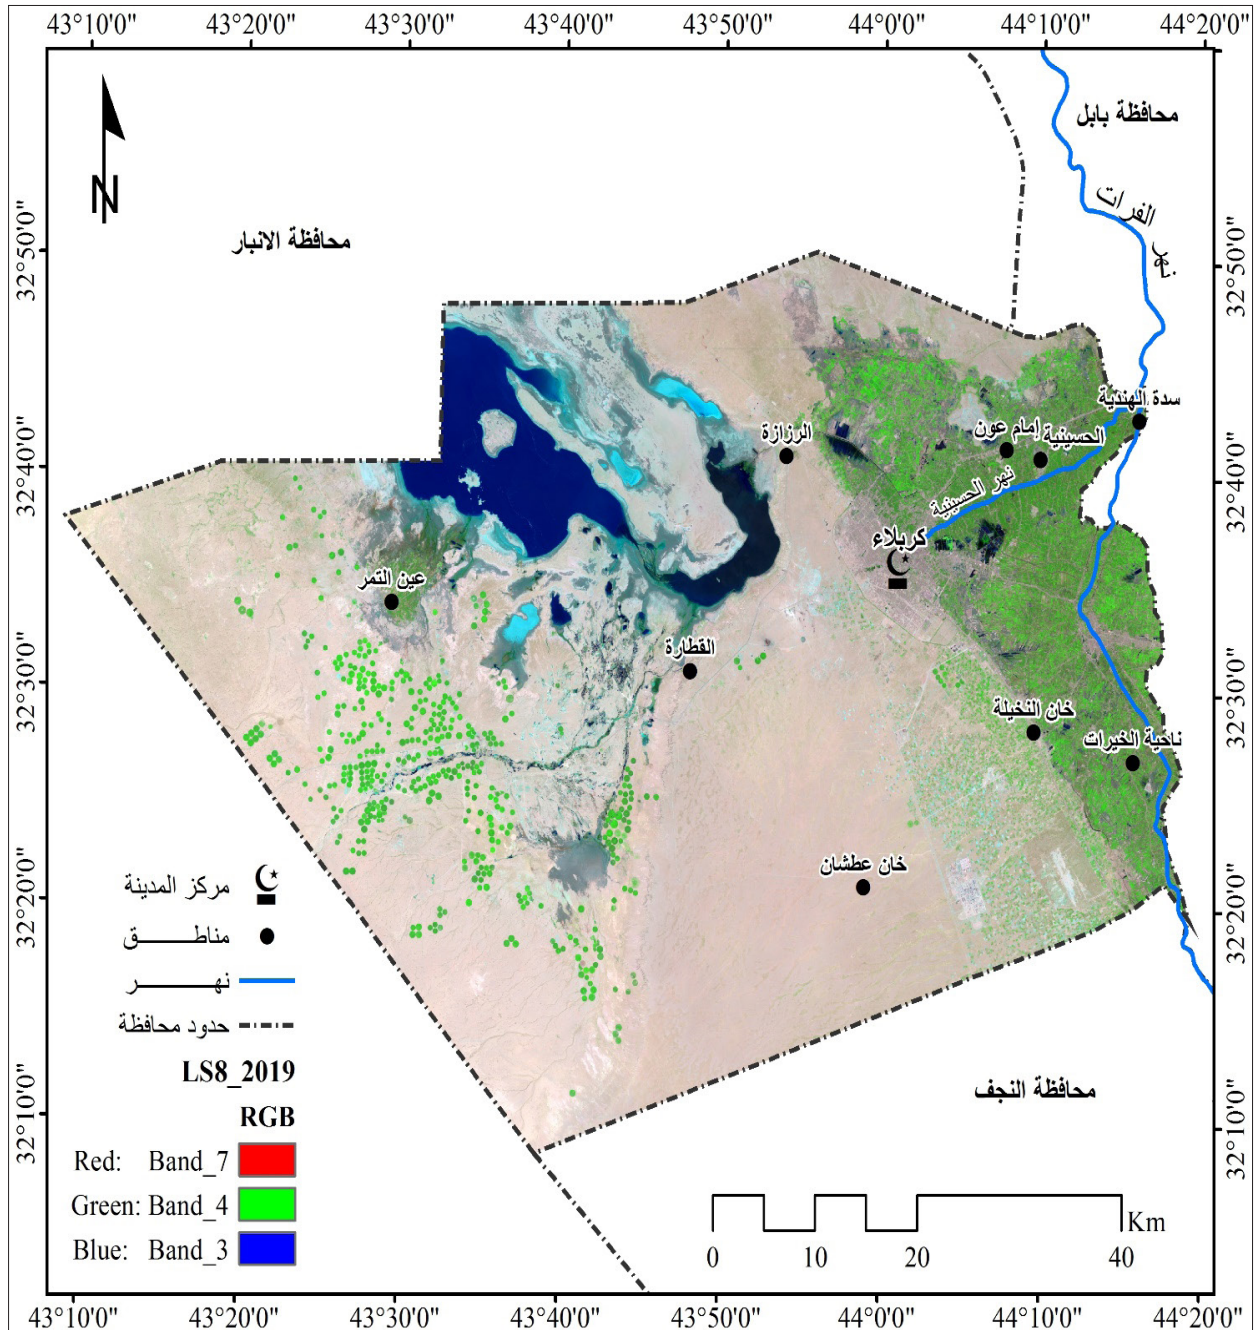 43°10'0" 43°20'0" 43°30'0" 43°40'0" 43°50'0" 44°0'0" 44°10'0" 44°20'0"
محافظة بابل
نهر الفرات
محافظة الانبار
32°50'0" 32°50'0"
سدة الهندية
الرزازة
إمام عون
الحسينية
32°40'0" 32°40'0"
نهر الحسينية
كربلاء
عين التمر
القطارة
32°30'0" 32°30'0"
خان النخيلة
ناحية الخيرات
خان عطشان
32°20'0" 32°20'0"
مركز المدينة
مناطــــــــق
نهــــــــــــر
حدود محافظة
LS8_2019
RGB
محافظة النجف
32°10'0" 32°10'0"
Red: Band_7
Green: Band_4
Blue: Band_3
Km
0 10 20 40
N
43°10'0" 43°20'0" 43°30'0" 43°40'0" 43°50'0" 44°0'0" 44°10'0" 44°20'0"